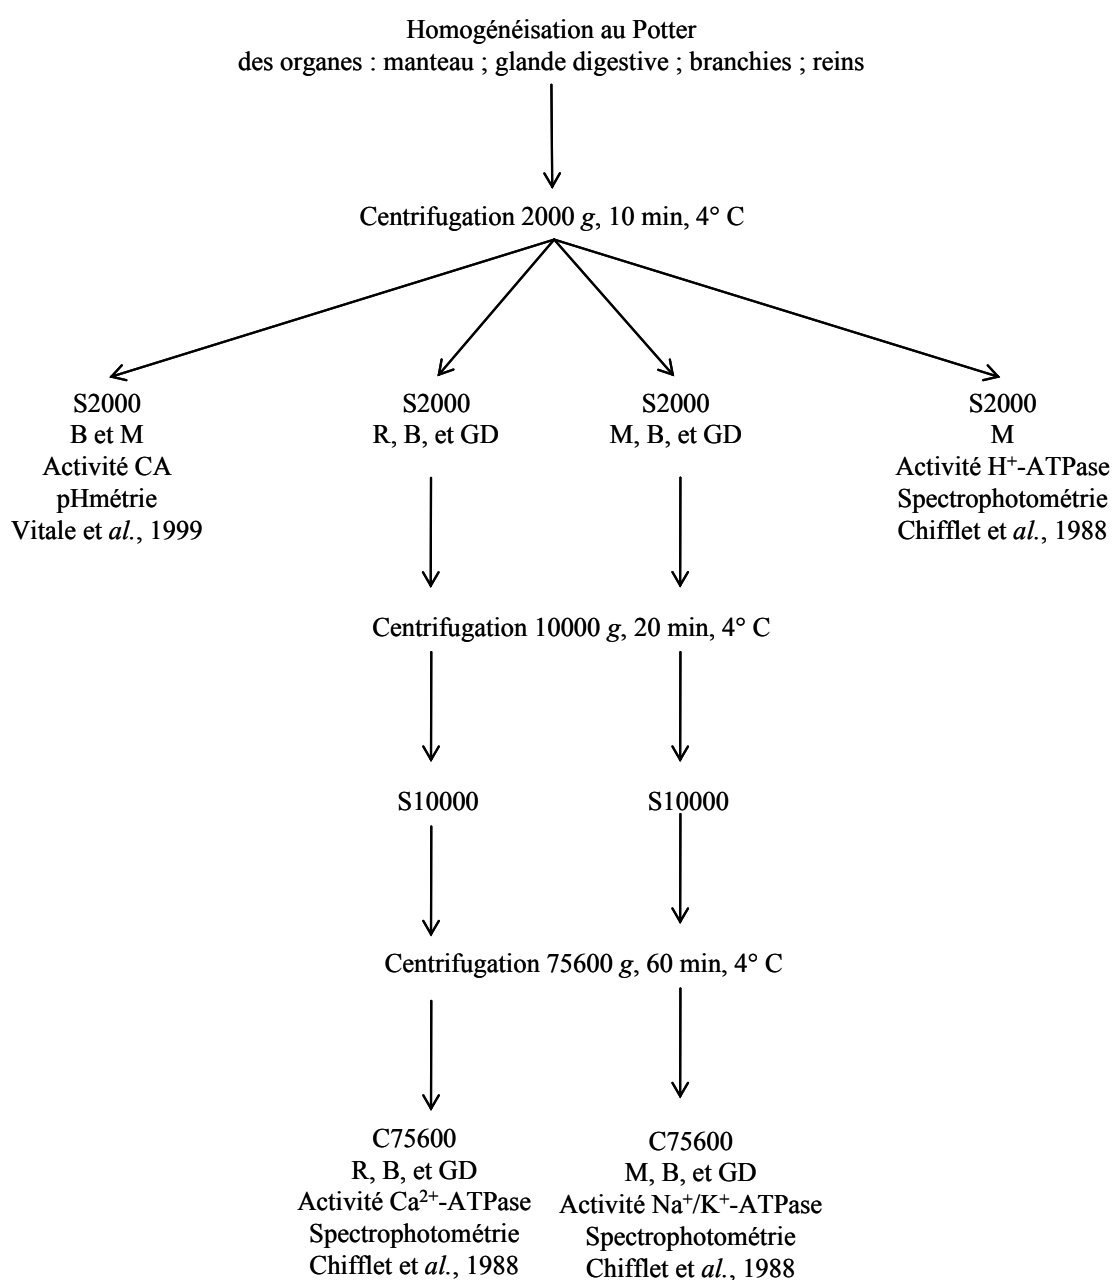 Homogénéisation au Potter
des organes : manteau ; glande digestive ; branchies ; reins
Centrifugation 2000 g, 10 min, 4° C
S2000
B et M
Activité CA
pHmétrie
Vitale et al., 1999
S2000
R, B, et GD
S2000
M, B, et GD
S2000
M
Activité H⁺-ATPase
Spectrophotométrie
Chifflet et al., 1988
Centrifugation 10000 g, 20 min, 4° C
S10000
S10000
Centrifugation 75600 g, 60 min, 4° C
C75600
R, B, et GD
Activité Ca²⁺-ATPase
Spectrophotométrie
Chifflet et al., 1988
C75600
M, B, et GD
Activité Na⁺/K⁺-ATPase
Spectrophotométrie
Chifflet et al., 1988